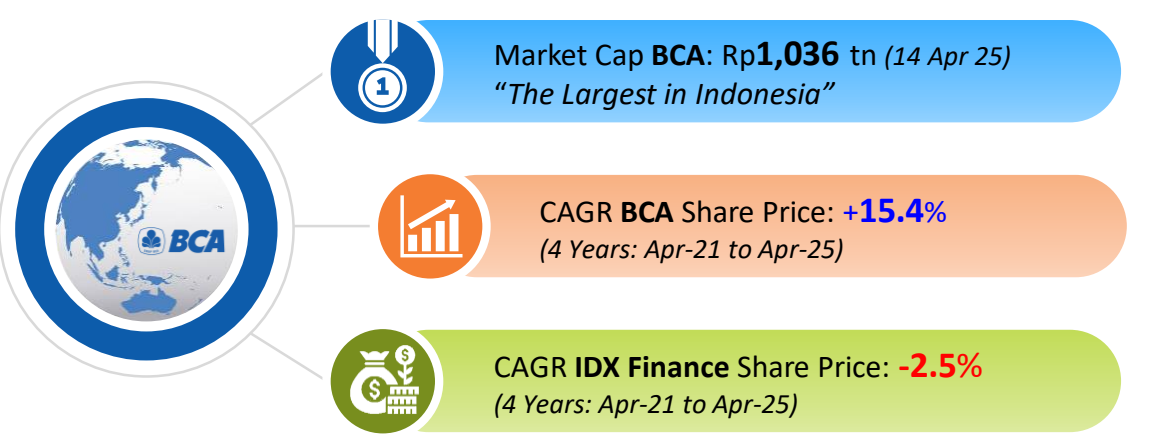 Market Cap BCA: Rp1,036 tn (14 Apr 25)
“The Largest in Indonesia”
1
BCA
CAGR BCA Share Price: +15.4%
(4 Years: Apr-21 to Apr-25)
$
$
CAGR IDX Finance Share Price: -2.5%
(4 Years: Apr-21 to Apr-25)